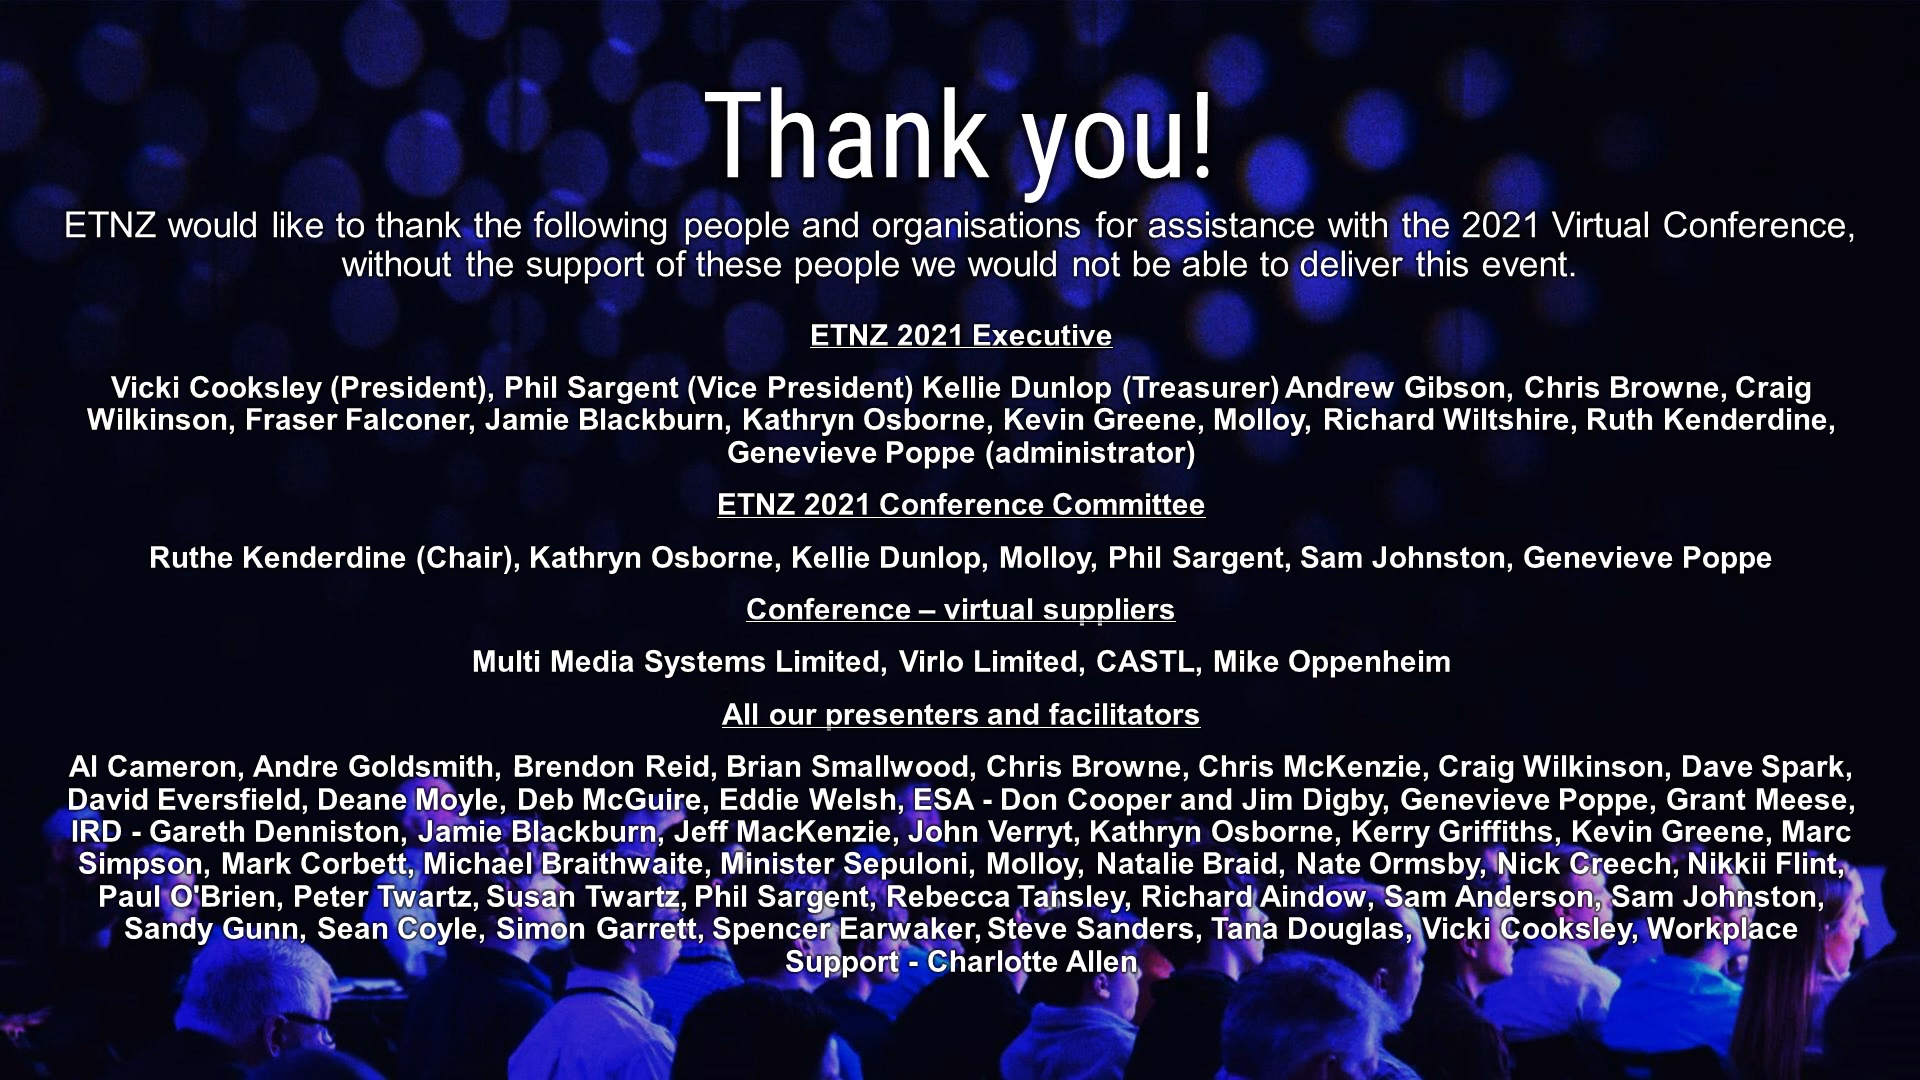 Thank you!
ETNZ would like to thank the following people and organisations for assistance with the 2021 Virtual Conference,
without the support of these people we would not be able to deliver this event.
ETNZ 2021 Executive
Vicki Cooksley (President), Phil Sargent (Vice President) Kellie Dunlop (Treasurer) Andrew Gibson, Chris Browne, Craig
Wilkinson, Fraser Falconer, Jamie Blackburn, Kathryn Osborne, Kevin Greene, Molloy, Richard Wiltshire, Ruth Kenderdine,
Genevieve Poppe (administrator)
ETNZ 2021 Conference Committee
Ruthe Kenderdine (Chair), Kathryn Osborne, Kellie Dunlop, Molloy, Phil Sargent, Sam Johnston, Genevieve Poppe
Conference – virtual suppliers
Multi Media Systems Limited, Virlo Limited, CASTL, Mike Oppenheim
All our presenters and facilitators
Al Cameron, Andre Goldsmith, Brendon Reid, Brian Smallwood, Chris Browne, Chris McKenzie, Craig Wilkinson, Dave Spark,
David Eversfield, Deane Moyle, Deb McGuire, Eddie Welsh, ESA - Don Cooper and Jim Digby, Genevieve Poppe, Grant Meese,
IRD - Gareth Denniston, Jamie Blackburn, Jeff MacKenzie, John Verryt, Kathryn Osborne, Kerry Griffiths, Kevin Greene, Marc
Simpson, Mark Corbett, Michael Braithwaite, Minister Sepuloni, Molloy, Natalie Braid, Nate Ormsby, Nick Creech, Nikkii Flint,
Paul O'Brien, Peter Twartz, Susan Twartz, Phil Sargent, Rebecca Tansley, Richard Aindow, Sam Anderson, Sam Johnston,
Sandy Gunn, Sean Coyle, Simon Garrett, Spencer Earwaker, Steve Sanders, Tana Douglas, Vicki Cooksley, Workplace
Support - Charlotte Allen